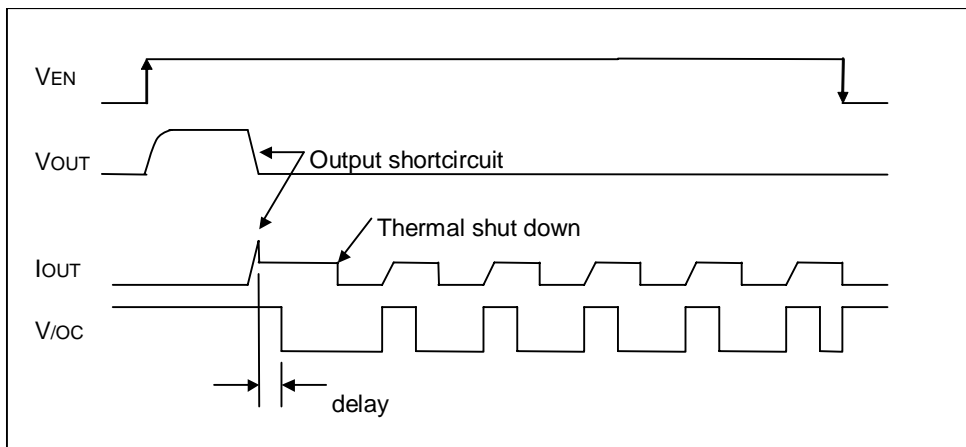 VEN
VOUT
Output shortcircuit
Thermal shut down
IOUT
V/OC
delay